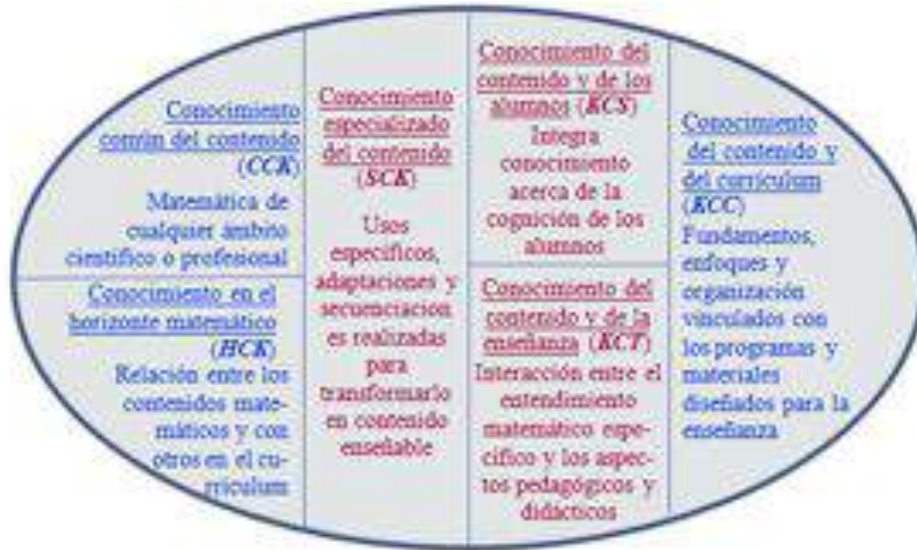 Conocimiento
común del contenido
(CCK)
Matemática de
cualquier ámbito
científico o profesional
Conocimiento en el
horizonte matemático
(HCK)
Relación entre los
contenidos mate-
máticos y con
otros en el cu-
rriculum
Conocimiento
especializado
del contenido
(SCK)
Usos
específicos,
adaptaciones y
secuenciacion
es realizadas
para
transformarlo
en contenido
enseñable
Conocimiento del
contenido y de los
alumnos (KCS)
Integra
conocimiento
acerca de la
cognición de los
alumnos
Conocimiento del
contenido y de la
enseñanza (KCT)
Interacción entre el
entendimiento
matemático espe-
cífico y los aspec-
tos pedagógicos y
didácticos
Conocimiento
del contenido y
del curriculum
(KCC)
Fundamentos,
enfoques y
organización
vinculados con
los programas y
materiales
diseñados para la
enseñanza